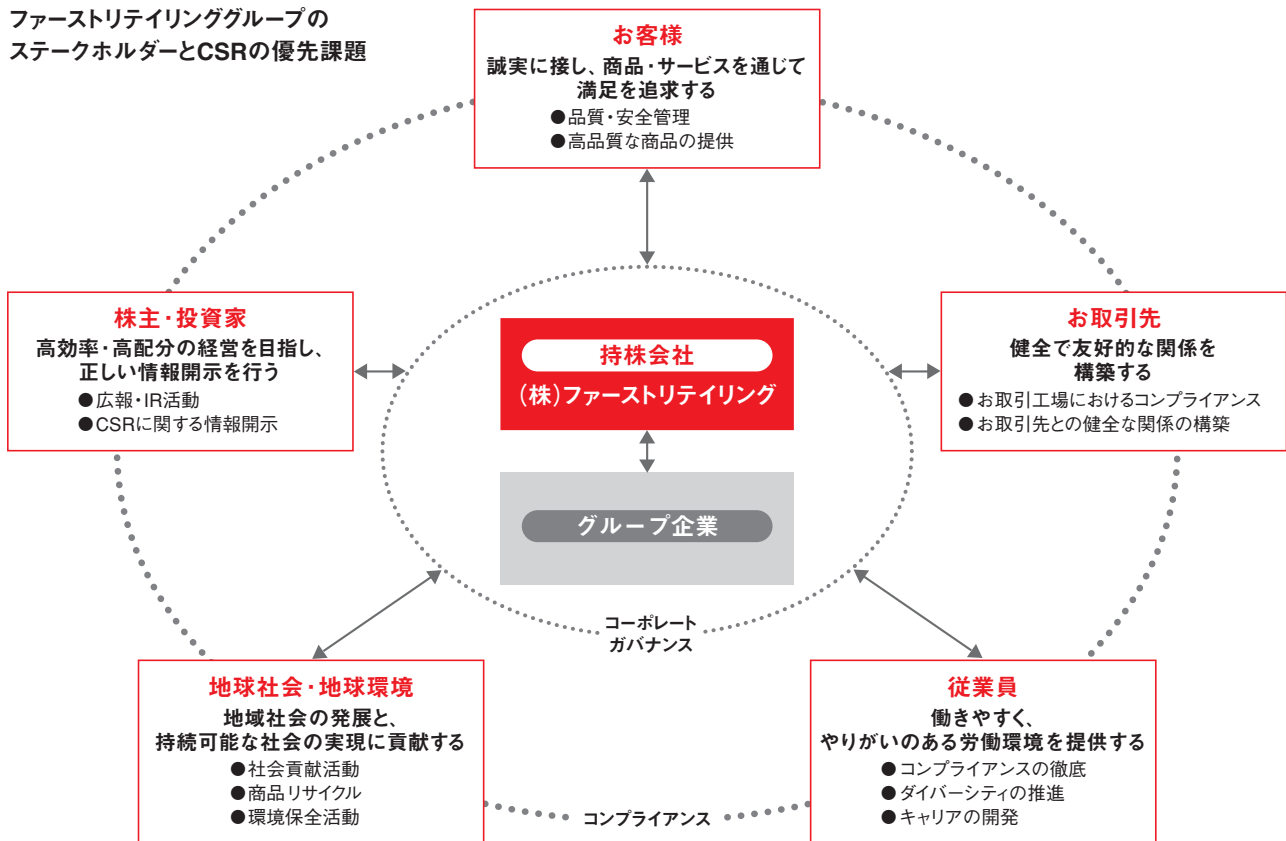 ファーストリテイリンググループの
ステークホルダーとCSRの優先課題
お客様
誠実に接し、商品・サービスを通じて
満足を追求する
●品質・安全管理
●高品質な商品の提供
株主・投資家
高効率・高配分の経営を目指し、
正しい情報開示を行う
●広報・IR活動
●CSRに関する情報開示
持株会社
(株)ファーストリテイリング
グループ企業
お取引先
健全で友好的な関係を
構築する
●お取引工場におけるコンプライアンス
●お取引先との健全な関係の構築
コーポレート
ガバナンス
地球社会・地球環境
地域社会の発展と、
持続可能な社会の実現に貢献する
●社会貢献活動
●商品リサイクル
●環境保全活動
コンプライアンス
従業員
働きやすく、
やりがいのある労働環境を提供する
●コンプライアンスの徹底
●ダイバーシティの推進
●キャリアの開発